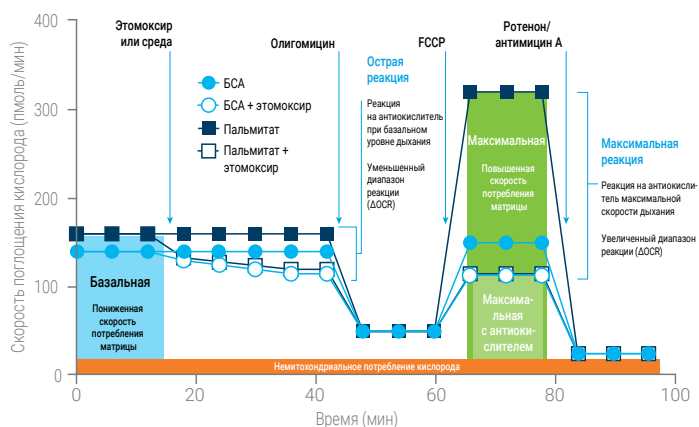 Скорость поглощения кислорода (пмоль/мин)
400
300
200
100
0
Этомоксир
или среда
Олигомицин
FCCP
Ротенон/
антимицин A
БСА
БСА + этомоксир
Пальмитат
Пальмитат +
этомоксир
Острая
реакция
Реакция
на антиокислитель
при базальном
уровне дыхания
Уменьшенный
диапазон
реакции
(ΔOCR)
Максимальная
Повышенная
скорость
потребления
матрицы
Максимальная
реакция
Реакция на антиокисли-
тель максимальной
скорости дыхания
Увеличенный диапазон
реакции (ΔOCR)
Базальная
Пониженная
скорость
потребления
матрицы
Максима-
льная
с антиоки-
слителем
Немитохондриальное потребление кислорода
0
20
40
60
80
100
Время (мин)